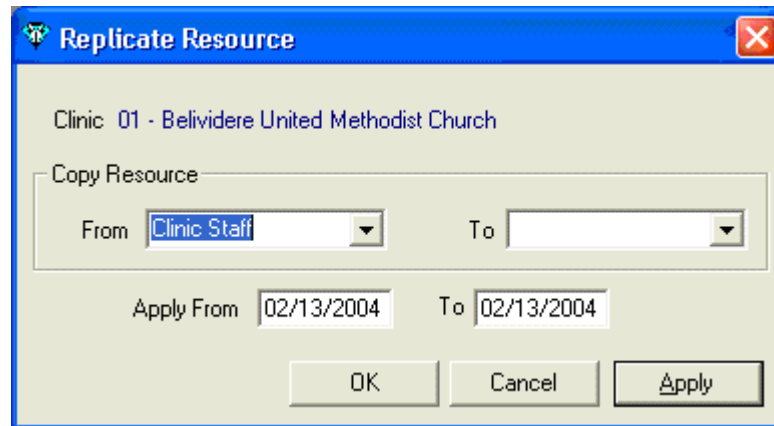 Replicate Resource
Clinic 01 - Belividere United Methodist Church
Copy Resource
From Clinic Staff To
Apply From 02/13/2004 To 02/13/2004
OK Cancel Apply